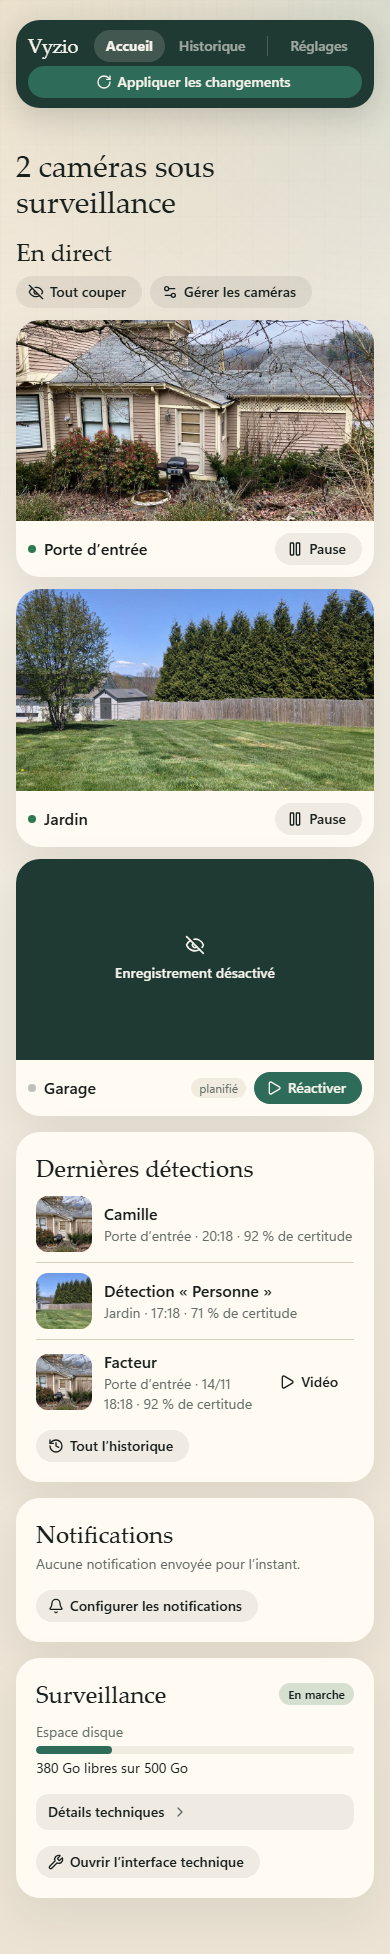 Vyzio
Accueil
Historique
Réglages
Appliquer les changements
2 caméras sous
surveillance
En direct
Tout couper
Gérer les caméras
Porte d’entrée
Pause
Jardin
Pause
Enregistrement désactivé
Garage
planifié
Réactiver
Dernières détections
Camille
Porte d’entrée · 20:18 · 92 % de certitude
Détection « Personne »
Jardin · 17:18 · 71 % de certitude
Facteur
Porte d’entrée · 14/11
18:18 · 92 % de certitude
Vidéo
Tout l’historique
Notifications
Aucune notification envoyée pour l’instant.
Configurer les notifications
Surveillance
En marche
Espace disque
380 Go libres sur 500 Go
Détails techniques
Ouvrir l’interface technique